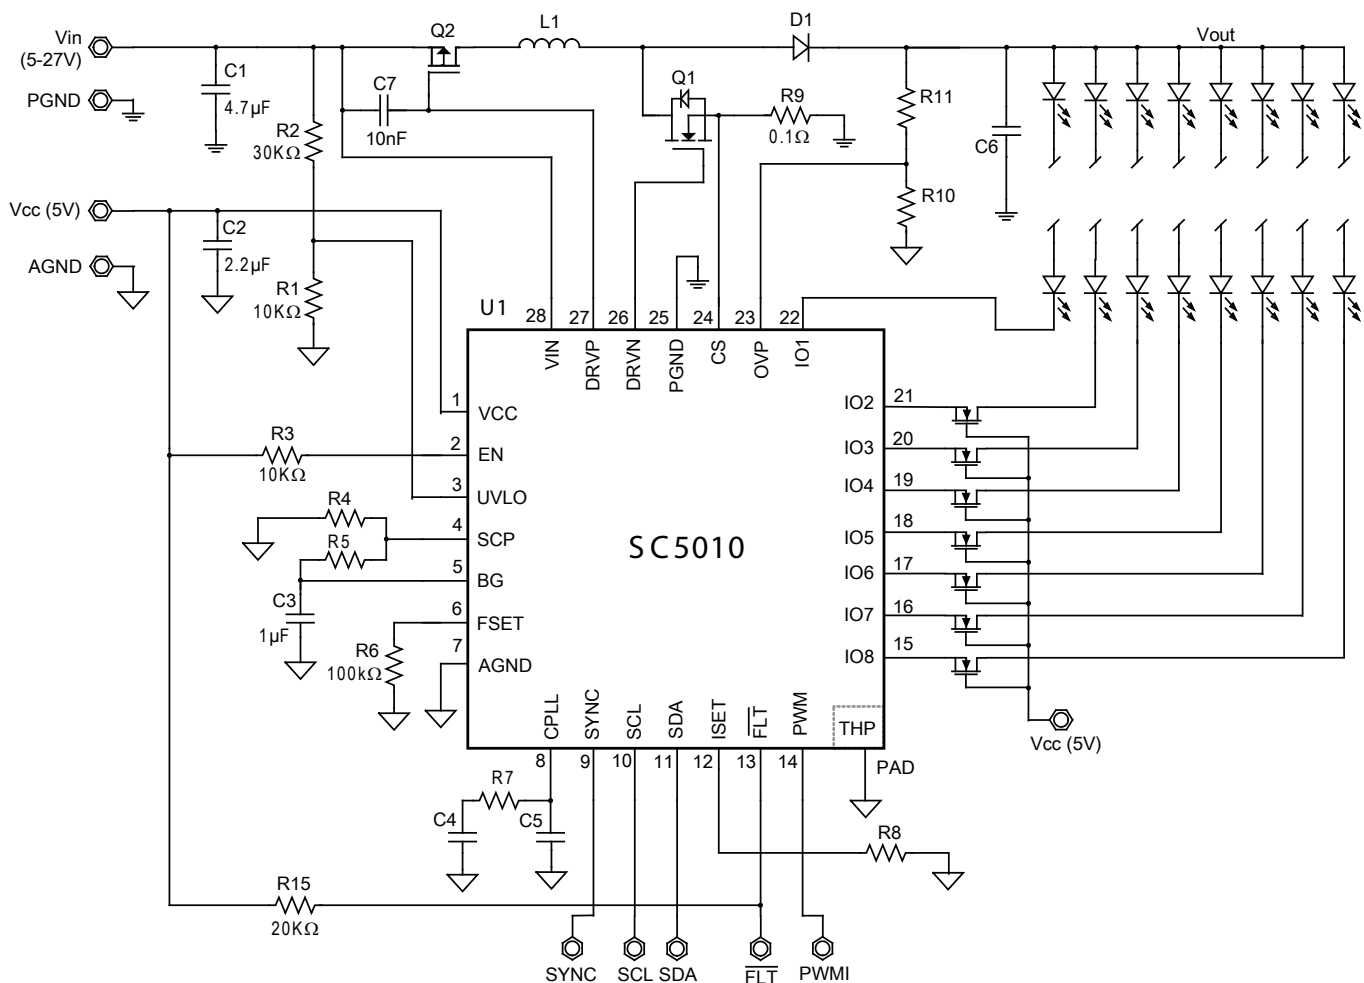 Vin
(5-27V)
PGND
C1
4.7µF
R2
30KΩ
C7
10nF
Q2
L1
Q1
D1
R9
0.1Ω
R11
R10
C6
Vout
Vcc (5V)
C2
2.2µF
AGND
R1
10KΩ
U1
28
27
26
25
24
23
22
VIN
DRVP
DRVN
PGND
CS
OVP
IO1
1
VCC
R3
10KΩ
2
EN
3
UVLO
R4
4
SCP
R5
5
BG
C3
1µF
6
FSET
R6
100kΩ
7
AGND
SC5010
IO2
21
IO3
20
IO4
19
IO5
18
IO6
17
IO7
16
IO8
15
Vcc (5V)
CPLL
SYNC
SCL
SDA
ISET
FLT
PWM
THP
PAD
8
9
10
11
12
13
14
R7
C4
C5
R8
R15
20KΩ
SYNC
SCL
SDA
FLT
PWMI